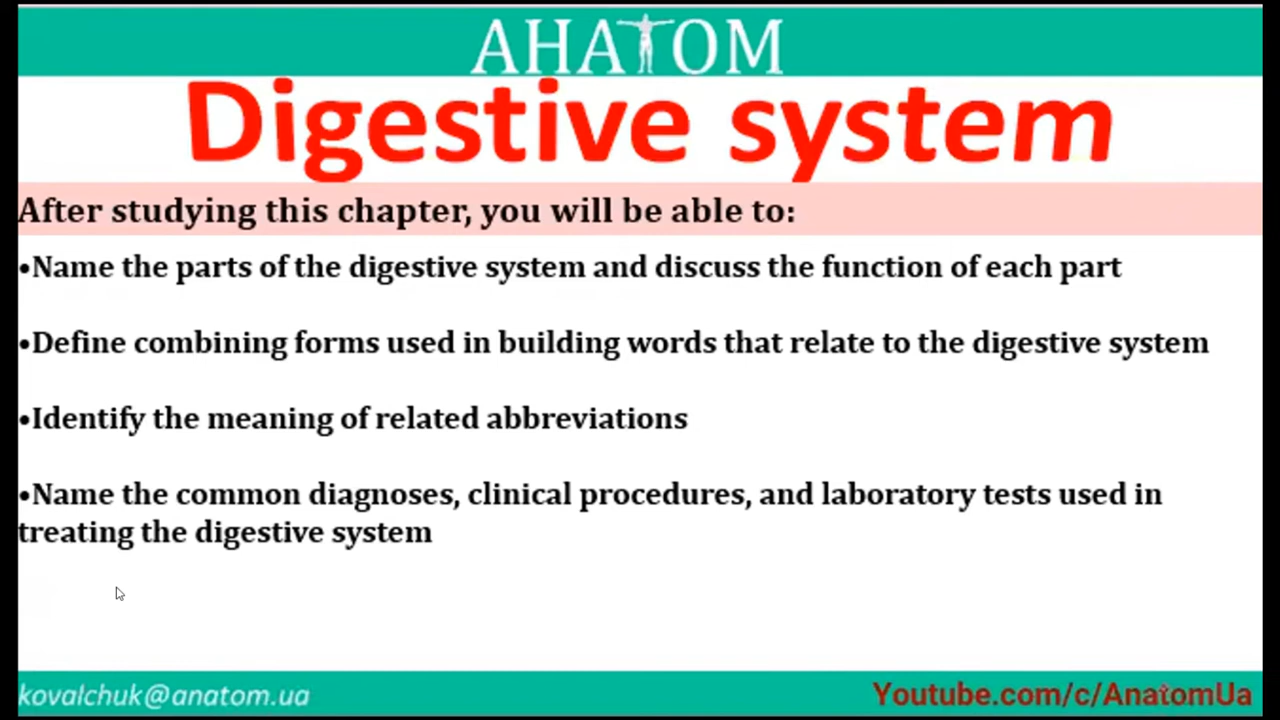 АНАТОМ
Digestive system
After studying this chapter, you will be able to:
•Name the parts of the digestive system and discuss the function of each part
•Define combining forms used in building words that relate to the digestive system
•Identify the meaning of related abbreviations
•Name the common diagnoses, clinical procedures, and laboratory tests used in
treating the digestive system
kovalchuk@anatom.ua
Youtube.com/c/AnatomUa